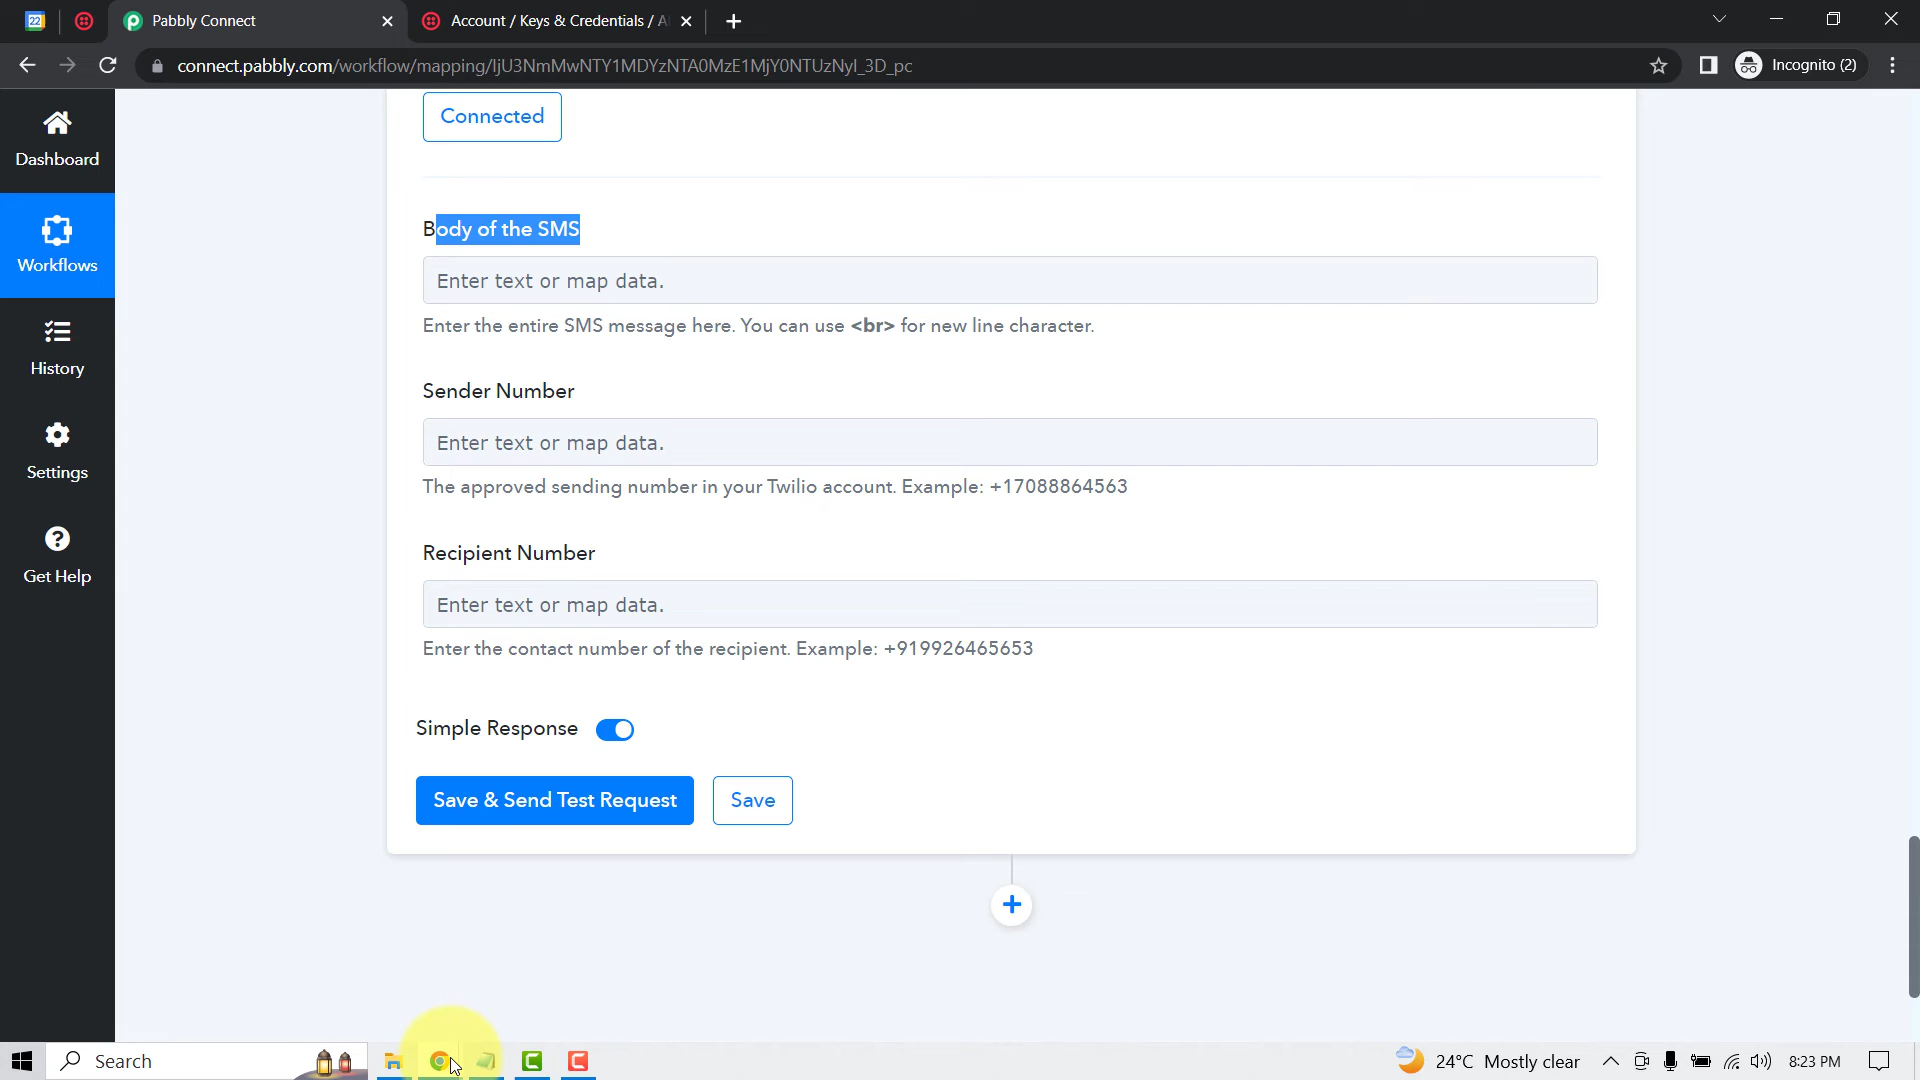 22
Pabbly Connect
Account / Keys & Credentials / A
connect.pabbly.com/workflow/mapping/IjU3NmMwNTY1MDYzNTA0MzE1MjY0NTUzNyI_3D_pc
Incognito (2)
Dashboard
Workflows
History
Settings
Get Help
Connected
Body of the SMS
Enter text or map data.
Enter the entire SMS message here. You can use <br> for new line character.
Sender Number
Enter text or map data.
The approved sending number in your Twilio account. Example: +17088864563
Recipient Number
Enter text or map data.
Enter the contact number of the recipient. Example: +919926465653
Simple Response
Save & Send Test Request
Save
Search
24°C Mostly clear
8:23 PM